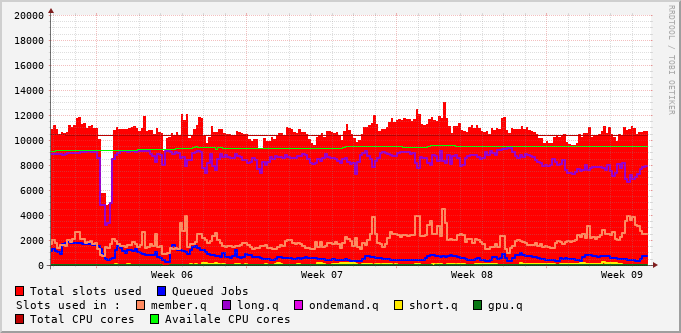 20000
18000
16000
14000
12000
10000
8000
6000
4000
2000
0
Week 06 Week 07 Week 08 Week 09
RRDTOOL / TOBI OETIKER
Total slots used Queued Jobs
Slots used in : member.q long.q ondemand.q short.q gpu.q
Total CPU cores Availale CPU cores